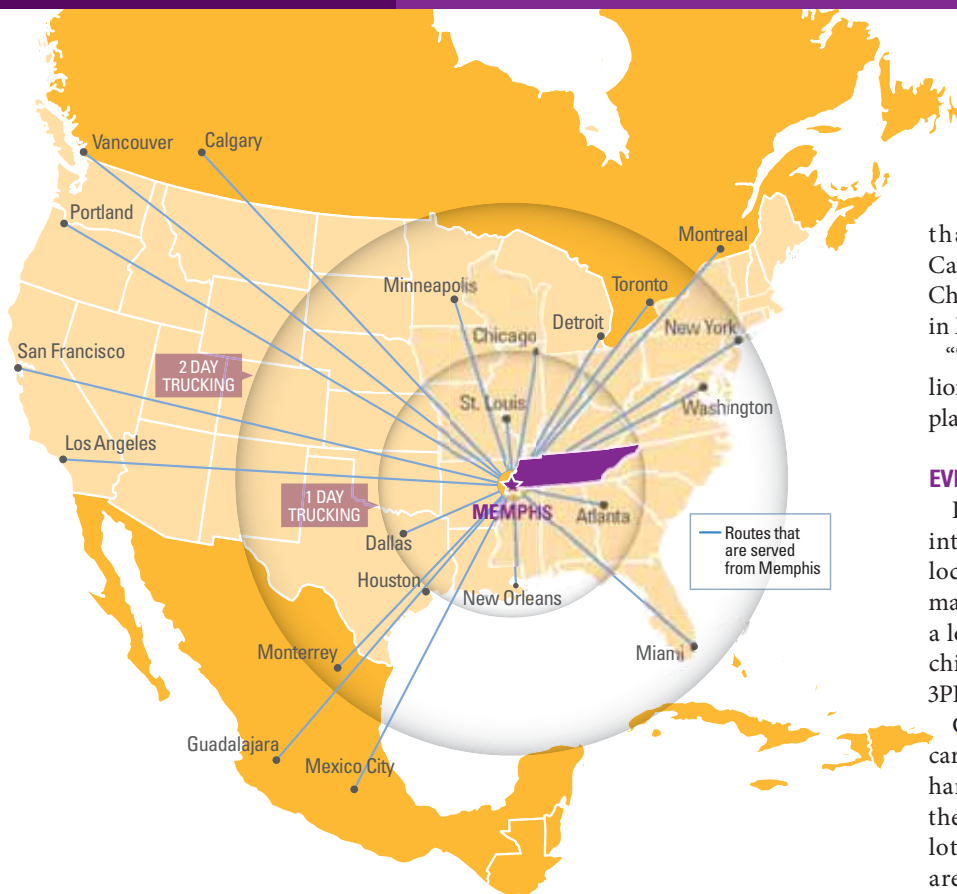 Vancouver
Calgary
Portland
Montreal
Minneapolis
Toronto
Detroit
Chicago
New York
San Francisco
2 DAY
TRUCKING
St. Louis
Washington
Los Angeles
1 DAY
TRUCKING
MEMPHIS
Atlanta
Dallas
Routes that
are served
from Memphis
Houston
New Orleans
Monterrey
Miami
Guadalajara
Mexico City
tha
Ca
Ch
in
“
lion
pla
EV
int
loc
ma
a lo
chi
3P
car
har
the
lot
are